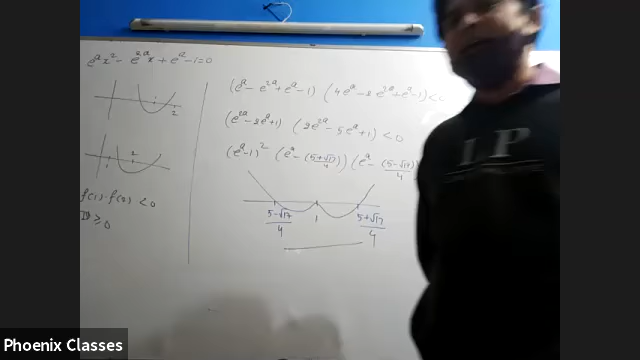 e^a x² - e^{2a} x + e^a - 1 = 0
2
2
f(1) f(2) < 0
D ≥ 0
(e^a - e^{2a} + e^a - 1) (4e^a - 2e^{2a} + e^a - 1) < 0
(e^{2a} - 2e^a + 1) (2e^{2a} - 5e^a + 1) < 0
(e^a - 1)² (e^a - (5+√17)/4) (e^a - (5-√17)/4)
(5-√17)/4 1 (5+√17)/4
LP
Phoenix Classes